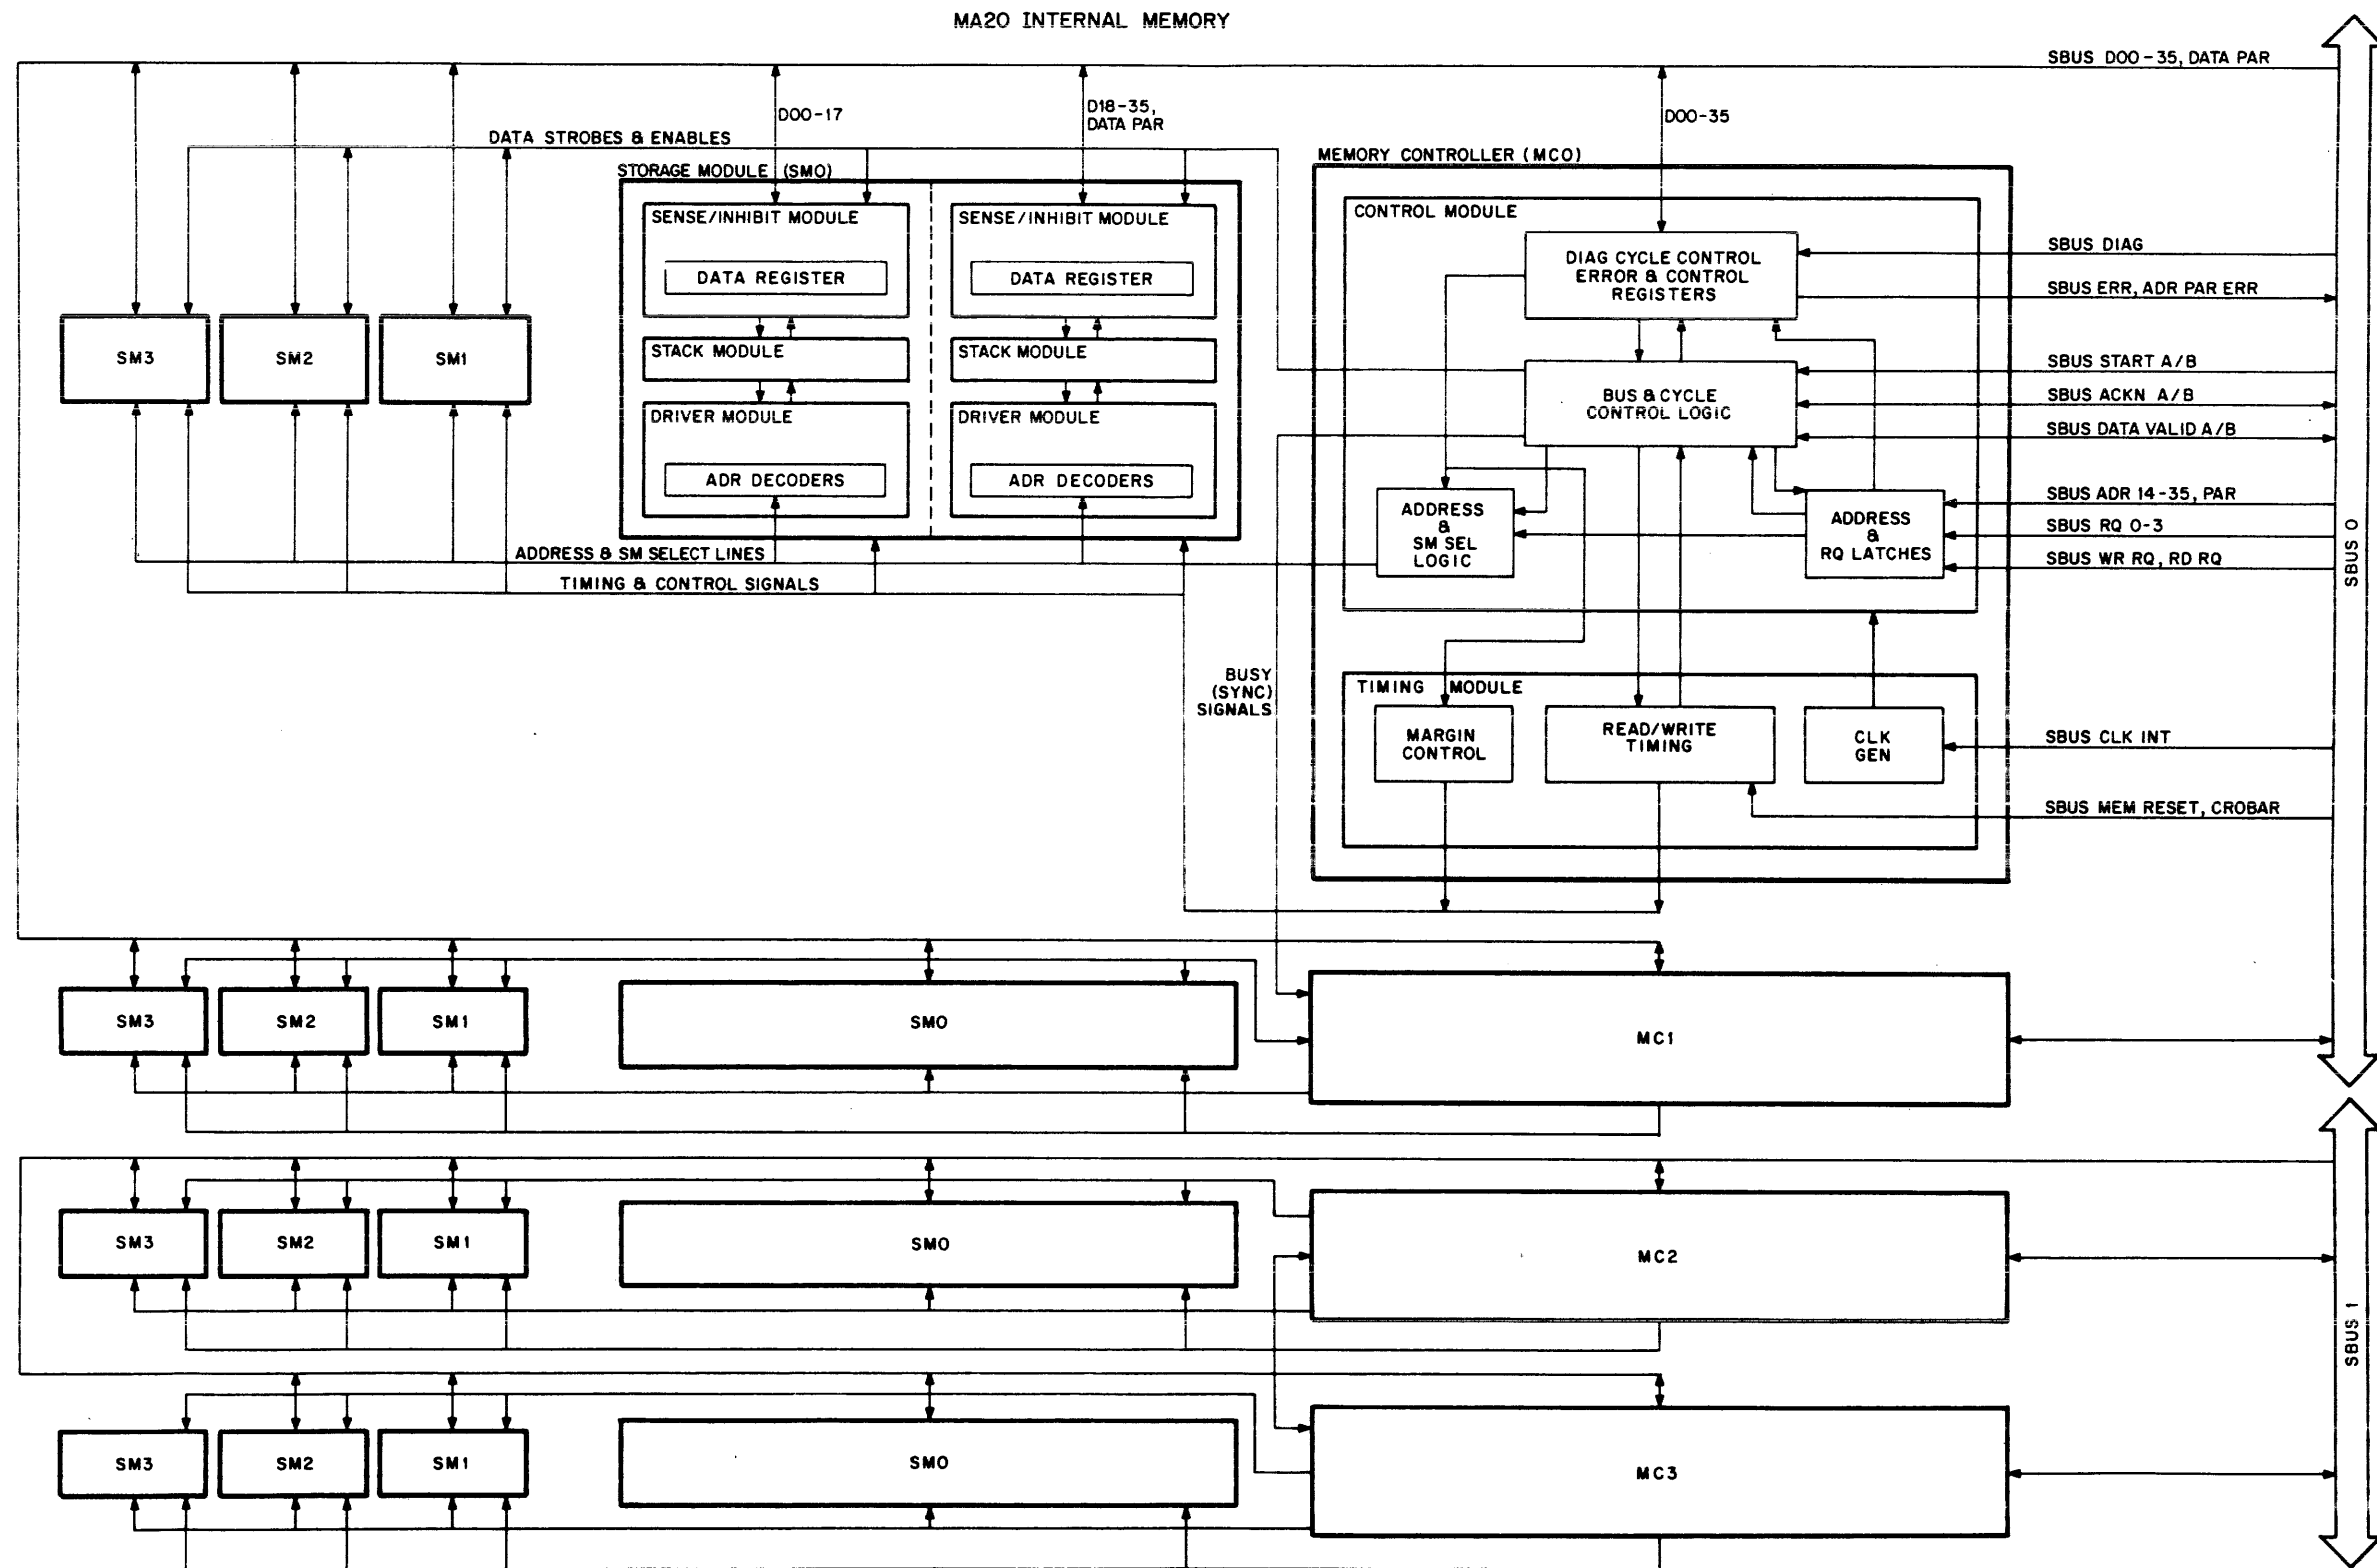 MA20 INTERNAL MEMORY
SBUS D00-35, DATA PAR
D00-17
D18-35,
DATA PAR
D00-35
DATA STROBES & ENABLES
STORAGE MODULE (SM0)
MEMORY CONTROLLER (MC0)
SENSE/INHIBIT MODULE
DATA REGISTER
SENSE/INHIBIT MODULE
DATA REGISTER
CONTROL MODULE
DIAG CYCLE CONTROL
ERROR & CONTROL
REGISTERS
SBUS DIAG
SBUS ERR, ADR PAR ERR
SM3
SM2
SM1
STACK MODULE
STACK MODULE
BUS & CYCLE
CONTROL LOGIC
SBUS START A/B
SBUS ACKN A/B
SBUS DATA VALID A/B
DRIVER MODULE
ADR DECODERS
DRIVER MODULE
ADR DECODERS
ADDRESS
&
SM SEL
LOGIC
ADDRESS
&
RQ LATCHES
SBUS ADR 14-35, PAR
SBUS RQ 0-3
SBUS WR RQ, RD RQ
SBUS 0
ADDRESS & SM SELECT LINES
TIMING & CONTROL SIGNALS
BUSY
(SYNC)
SIGNALS
TIMING MODULE
MARGIN
CONTROL
READ/WRITE
TIMING
CLK
GEN
SBUS CLK INT
SBUS MEM RESET, CROBAR
SM3
SM2
SM1
SM0
MC1
SM3
SM2
SM1
SM0
MC2
SBUS 1
SM3
SM2
SM1
SM0
MC3